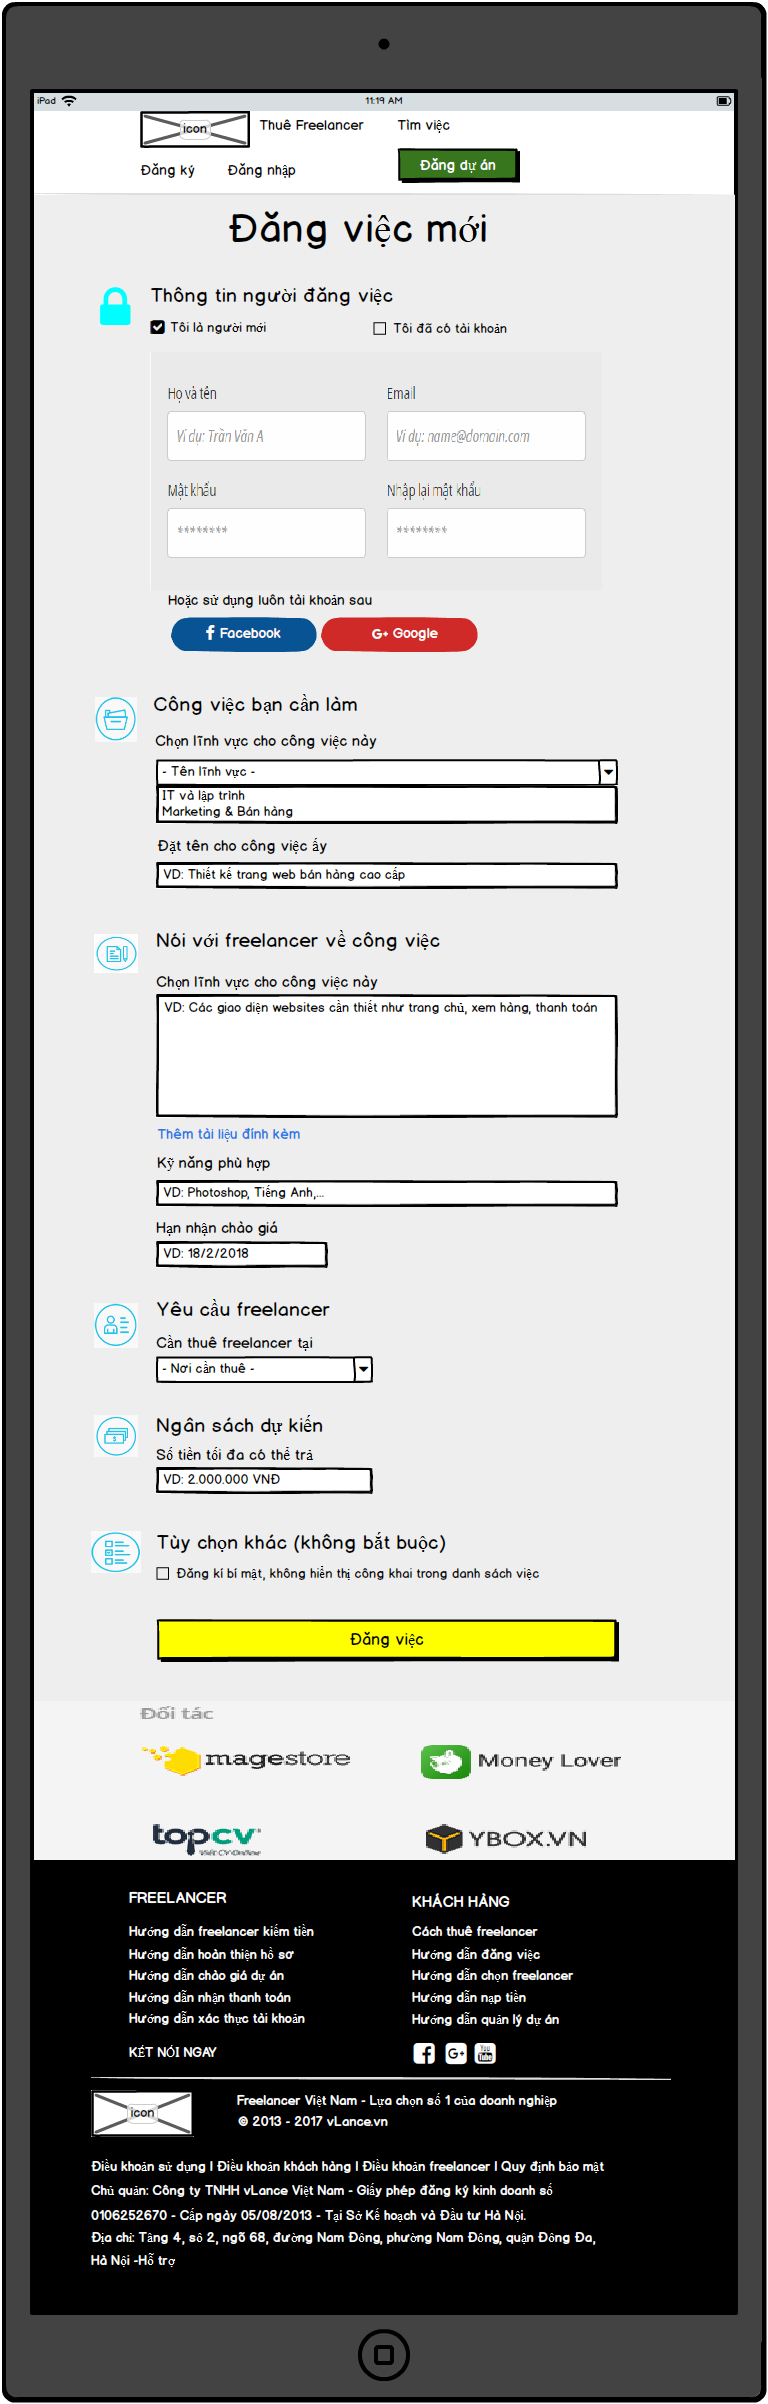 iPad
11:19 AM
icon
Thuê Freelancer
Tìm việc
Đăng ký
Đăng nhập
Đăng dự án
Đăng việc mới
Thông tin người đăng việc
Tôi là người mới
Tôi đã có tài khoản
Họ và tên
Email
Ví dụ: Trần Văn A
Ví dụ: name@domain.com
Mật khẩu
Nhập lại mật khẩu
********
********
Hoặc sử dụng luôn tài khoản sau
f Facebook
G+ Google
Công việc bạn cần làm
Chọn lĩnh vực cho công việc này
- Tên lĩnh vực -
IT và lập trình
Marketing & Bán hàng
Đặt tên cho công việc ấy
VD: Thiết kế trang web bán hàng cao cấp
Nói với freelancer về công việc
Chọn lĩnh vực cho công việc này
VD: Các giao diện websites cần thiết như trang chủ, xem hàng, thanh toán
Thêm tài liệu đính kèm
Kỹ năng phù hợp
VD: Photoshop, Tiếng Anh,...
Hạn nhận chào giá
VD: 18/2/2018
Yêu cầu freelancer
Cần thuê freelancer tại
- Nơi cần thuê -
Ngân sách dự kiến
Số tiền tối đa có thể trả
VD: 2.000.000 VNĐ
Tùy chọn khác (không bắt buộc)
Đăng kí bí mật, không hiển thị công khai trong danh sách việc
Đăng việc
Đối tác
magestore
Money Lover
topcv
Viết CV Online
YBOX.VN
FREELANCER
KHÁCH HÀNG
Hướng dẫn freelancer kiếm tiền
Cách thuê freelancer
Hướng dẫn hoàn thiện hồ sơ
Hướng dẫn đăng việc
Hướng dẫn chào giá dự án
Hướng dẫn chọn freelancer
Hướng dẫn nhận thanh toán
Hướng dẫn nạp tiền
Hướng dẫn xác thực tài khoản
Hướng dẫn quản lý dự án
KẾT NỐI NGAY
f G+ You Tube
icon
Freelancer Việt Nam - Lựa chọn số 1 của doanh nghiệp
© 2013 - 2017 vLance.vn
Điều khoản sử dụng | Điều khoản khách hàng | Điều khoản freelancer | Quy định bảo mật
Chủ quản: Công ty TNHH vLance Việt Nam - Giấy phép đăng ký kinh doanh số
0106252670 - Cấp ngày 05/08/2013 - Tại Sở Kế hoạch và Đầu tư Hà Nội.
Địa chỉ: Tầng 4, số 2, ngõ 68, đường Nam Đồng, phường Nam Đồng, quận Đống Đa,
Hà Nội -Hỗ trợ